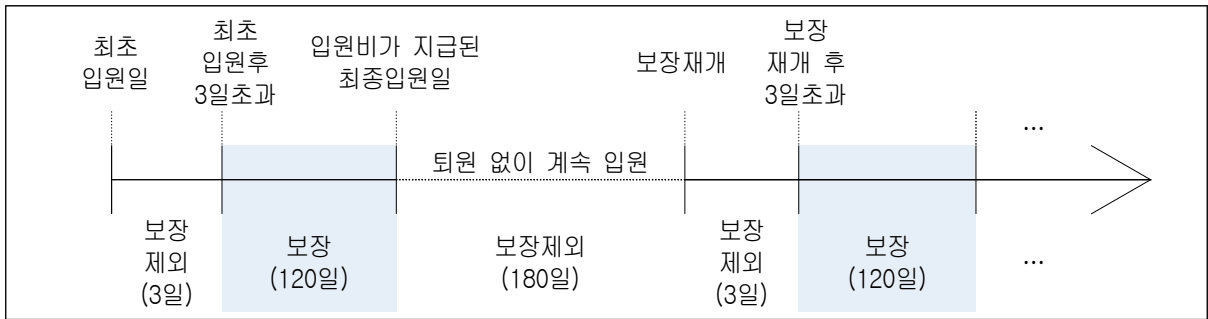 최초
입원일
최초
입원후
3일초과
입원비가 지급된
최종입원일
보장재개
보장
재개 후
3일초과
...
퇴원 없이 계속 입원
보장
제외
(3일)
보장
(120일)
보장제외
(180일)
보장
제외
(3일)
보장
(120일)
...